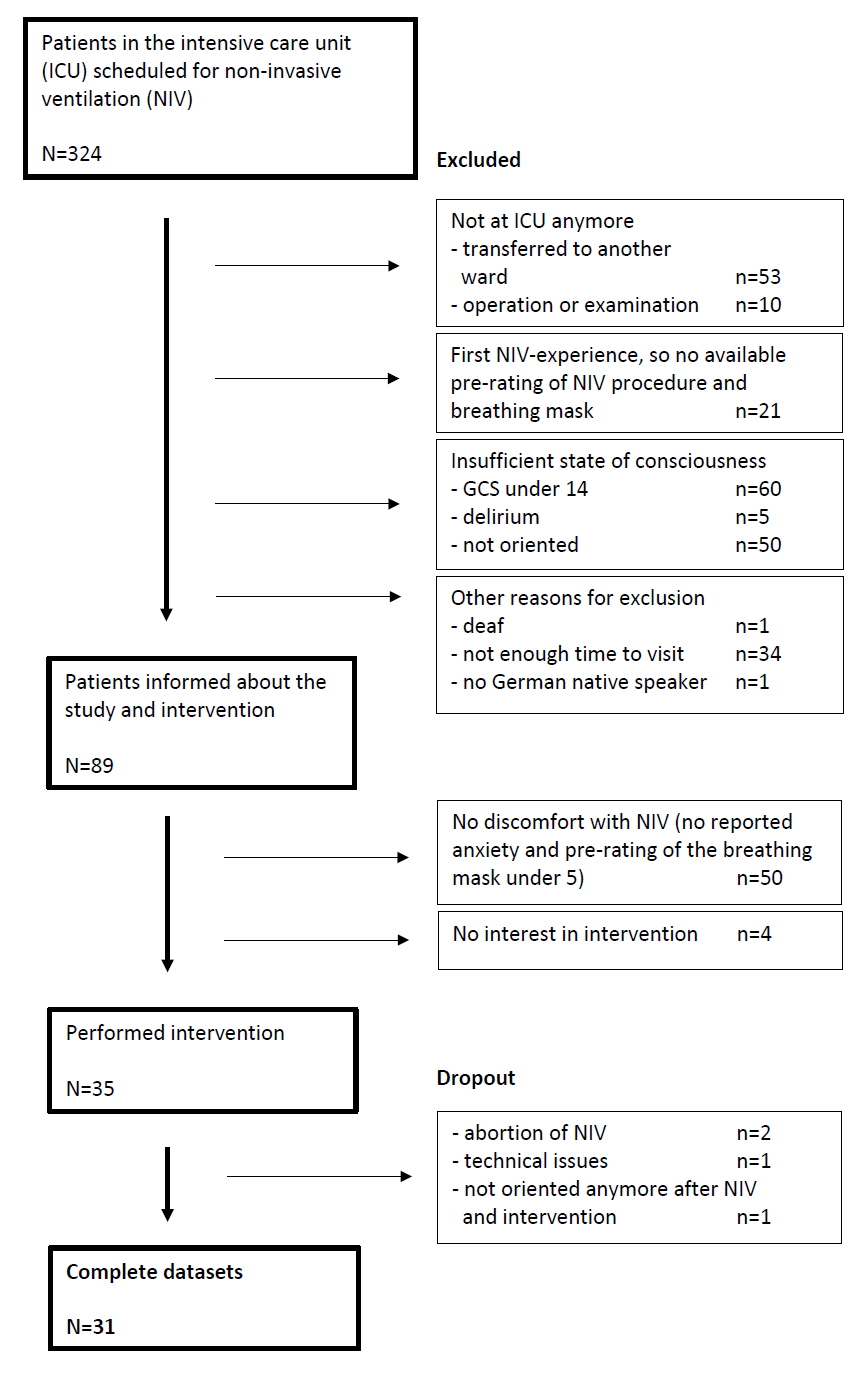 Patients in the intensive care unit
(ICU) scheduled for non-invasive
ventilation (NIV)
N=324
Excluded
Not at ICU anymore
- transferred to another
ward n=53
- operation or examination n=10
First NIV-experience, so no available
pre-rating of NIV procedure and
breathing mask n=21
Insufficient state of consciousness
- GCS under 14 n=60
- delirium n=5
- not oriented n=50
Other reasons for exclusion
- deaf n=1
- not enough time to visit n=34
- no German native speaker n=1
Patients informed about the
study and intervention
N=89
No discomfort with NIV (no reported
anxiety and pre-rating of the breathing
mask under 5) n=50
No interest in intervention n=4
Performed intervention
N=35
Dropout
- abortion of NIV n=2
- technical issues n=1
- not oriented anymore after NIV
and intervention n=1
Complete datasets
N=31